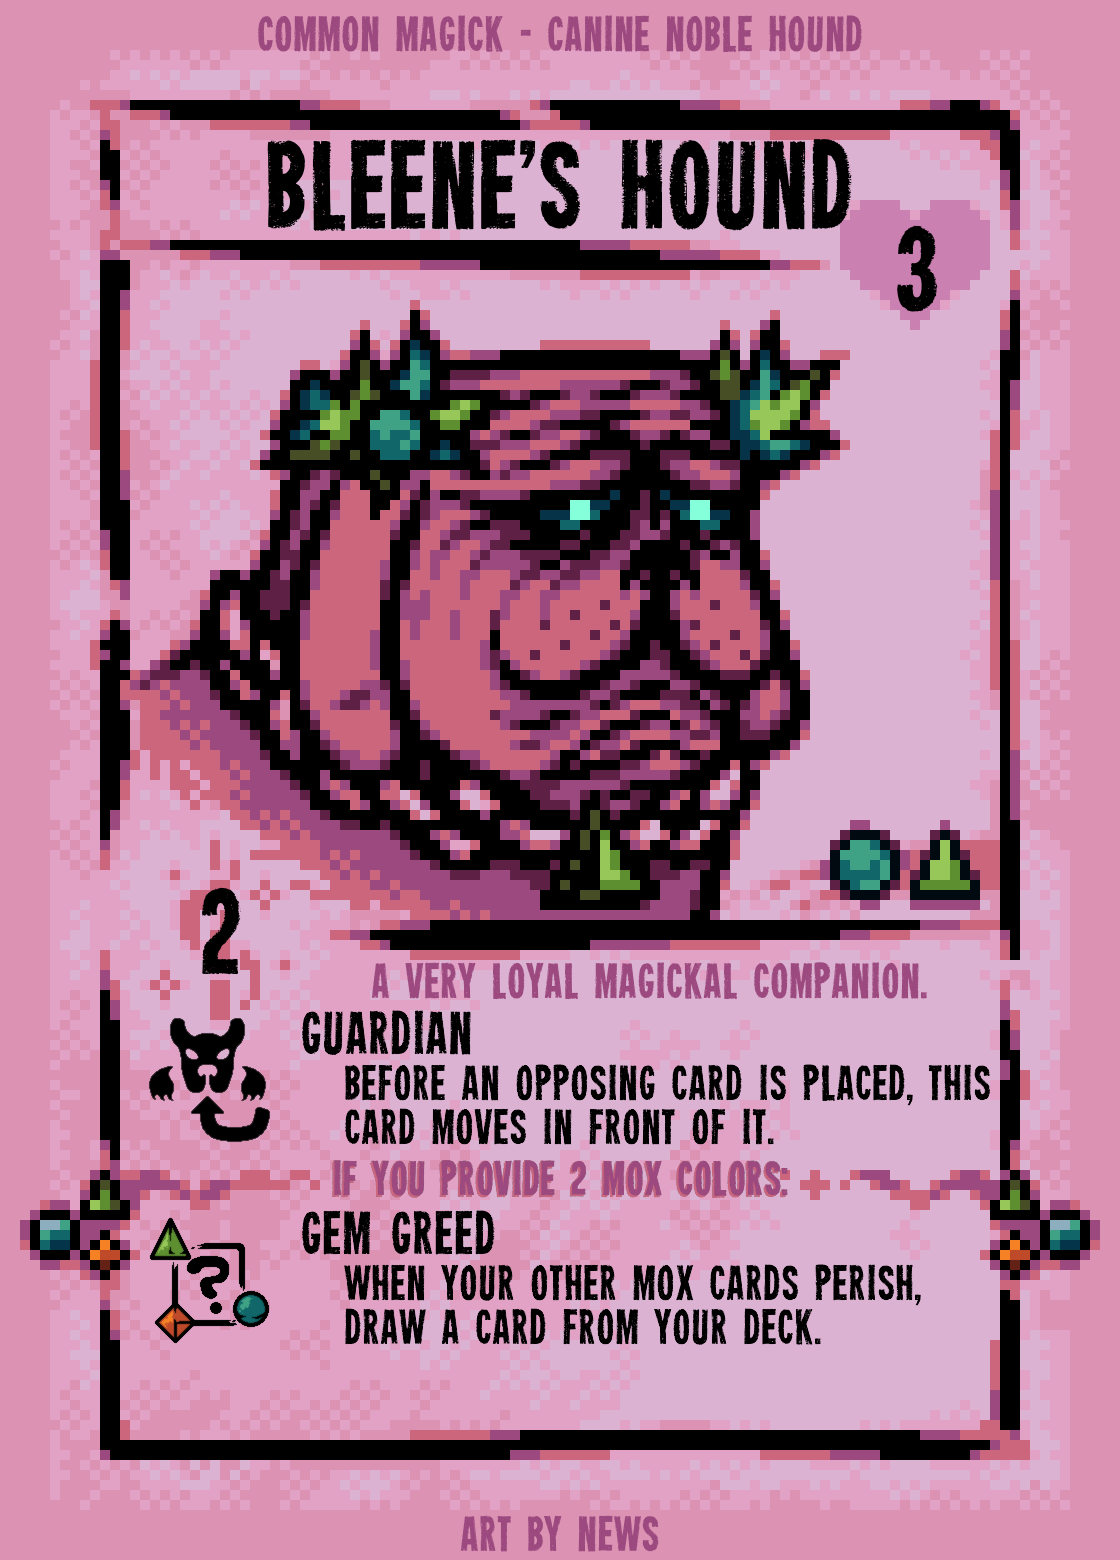 COMMON MAGICK - CANINE NOBLE HOUND
BLEENE'S HOUND
3
2
A VERY LOYAL MAGICKAL COMPANION.
GUARDIAN
BEFORE AN OPPOSING CARD IS PLACED, THIS
CARD MOVES IN FRONT OF IT.
IF YOU PROVIDE 2 MOX COLORS:
GEM GREED
?
WHEN YOUR OTHER MOX CARDS PERISH,
DRAW A CARD FROM YOUR DECK.
ART BY NEWS